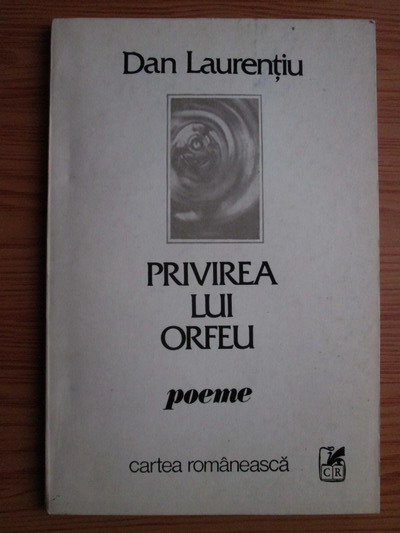 Dan Laurențiu
PRIVIREA
LUI
ORFEU
poeme
cartea românească
CR